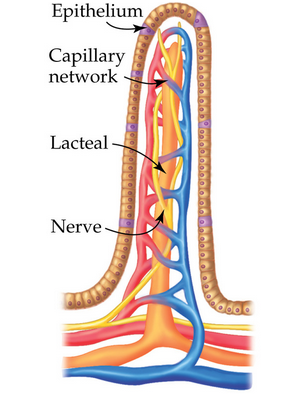 Epithelium
Capillary
network
Lacteal
Nerve